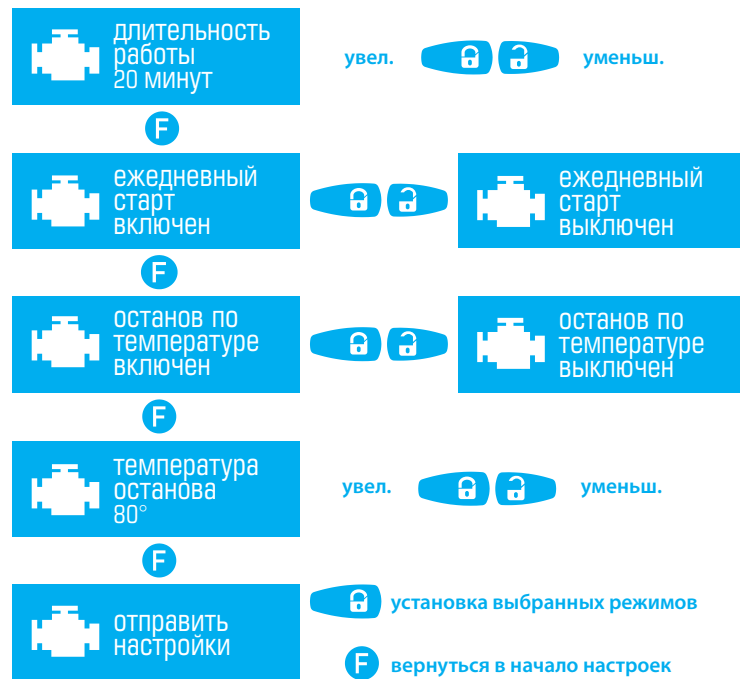 длительность
работы
20 минут
увел.
уменьш.
F
ежедневный
старт
включен
ежедневный
старт
выключен
F
останов по
температуре
включен
останов по
температуре
выключен
F
температура
останова
80°
увел.
уменьш.
F
отправить
настройки
установка выбранных режимов
F вернуться в начало настроек